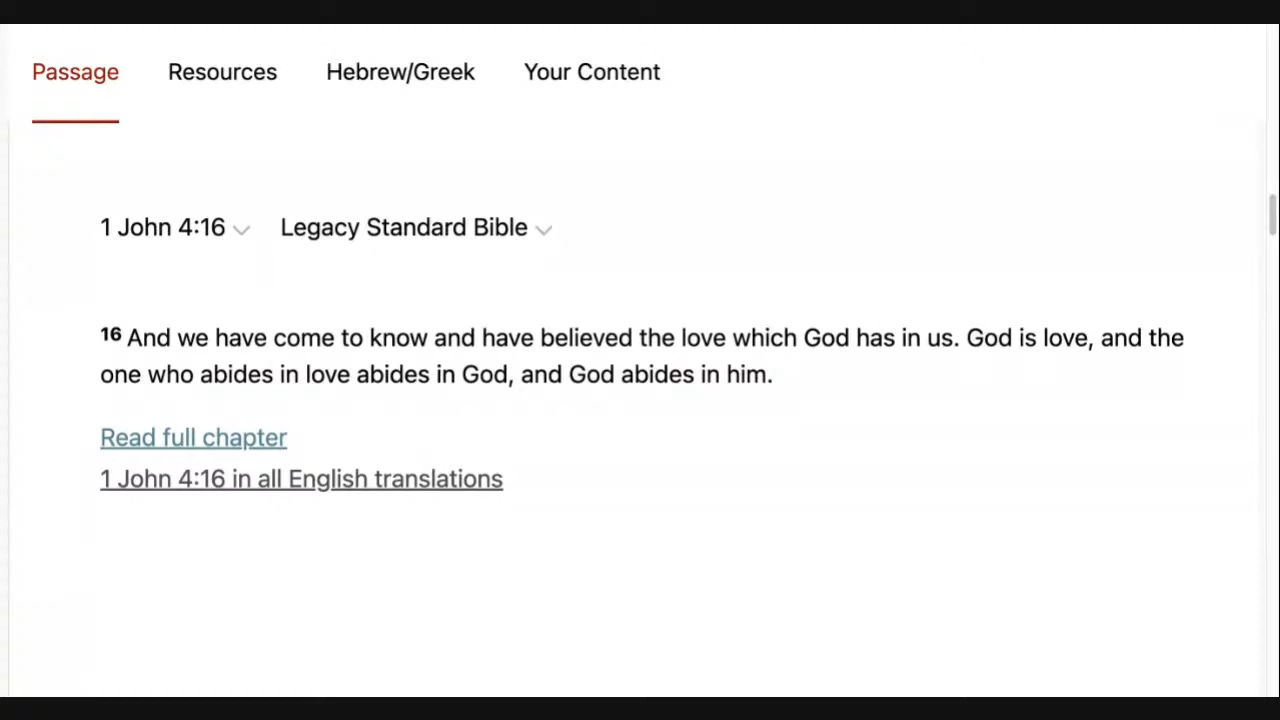 Passage Resources Hebrew/Greek Your Content
1 John 4:16 Legacy Standard Bible
16 And we have come to know and have believed the love which God has in us. God is love, and the
one who abides in love abides in God, and God abides in him.
Read full chapter
1 John 4:16 in all English translations